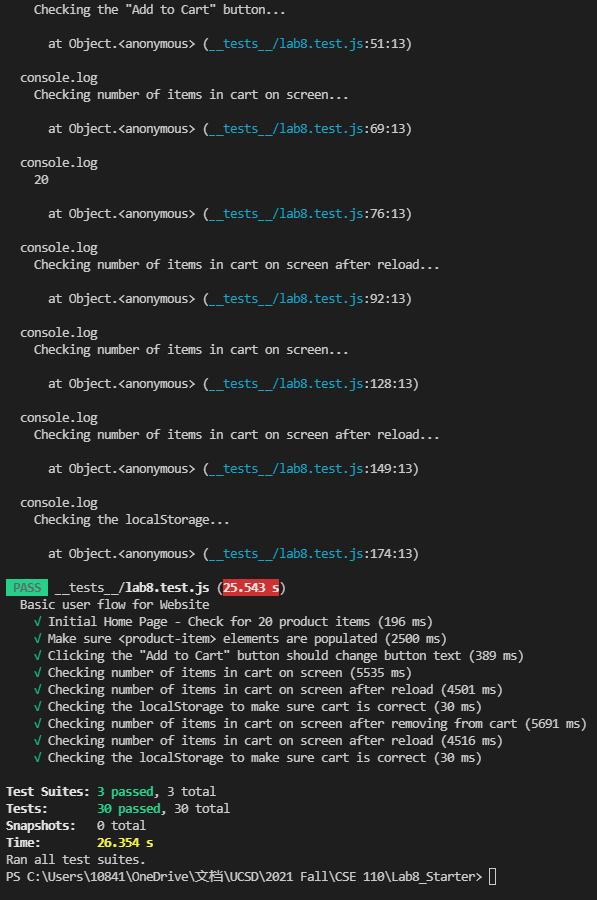 Checking the "Add to Cart" button...
at Object.<anonymous> (__tests__/lab8.test.js:51:13)
console.log
Checking number of items in cart on screen...
at Object.<anonymous> (__tests__/lab8.test.js:69:13)
console.log
20
at Object.<anonymous> (__tests__/lab8.test.js:76:13)
console.log
Checking number of items in cart on screen after reload...
at Object.<anonymous> (__tests__/lab8.test.js:92:13)
console.log
Checking number of items in cart on screen...
at Object.<anonymous> (__tests__/lab8.test.js:128:13)
console.log
Checking number of items in cart on screen after reload...
at Object.<anonymous> (__tests__/lab8.test.js:149:13)
console.log
Checking the localStorage...
at Object.<anonymous> (__tests__/lab8.test.js:174:13)
PASS __tests__/lab8.test.js (25.543 s)
Basic user flow for Website
√ Initial Home Page - Check for 20 product items (196 ms)
√ Make sure <product-item> elements are populated (2500 ms)
√ Clicking the "Add to Cart" button should change button text (389 ms)
√ Checking number of items in cart on screen (5535 ms)
√ Checking number of items in cart on screen after reload (4501 ms)
√ Checking the localStorage to make sure cart is correct (30 ms)
√ Checking number of items in cart on screen after removing from cart (5691 ms)
√ Checking number of items in cart on screen after reload (4516 ms)
√ Checking the localStorage to make sure cart is correct (30 ms)
Test Suites: 3 passed, 3 total
Tests: 30 passed, 30 total
Snapshots: 0 total
Time: 26.354 s
Ran all test suites.
PS C:\Users\10841\OneDrive\文档\UCSD\2021 Fall\CSE 110\Lab8_Starter>